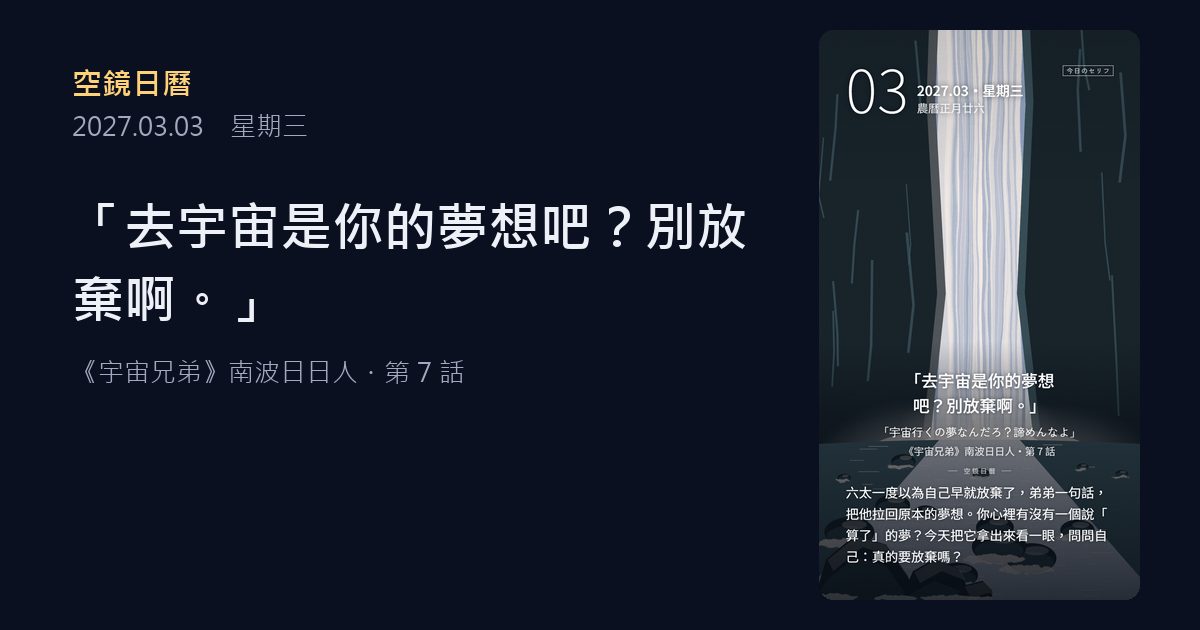 空鏡日曆
2027.03.03 星期三
「去宇宙是你的夢想吧？別放
棄啊。」
《宇宙兄弟》南波日日人・第 7 話
03
2027.03・星期三
農曆正月廿六
今日のセリフ
「去宇宙是你的夢想
吧？別放棄啊。」
「宇宙行くの夢なんだろ？諦めんなよ」
《宇宙兄弟》南波日日人・第 7 話
— 空鏡日曆 —
六太一度以為自己早就放棄了，弟弟一句話，
把他拉回原本的夢想。你心裡有沒有一個說「
算了」的夢？今天把它拿出來看一眼，問問自
己：真的要放棄嗎？